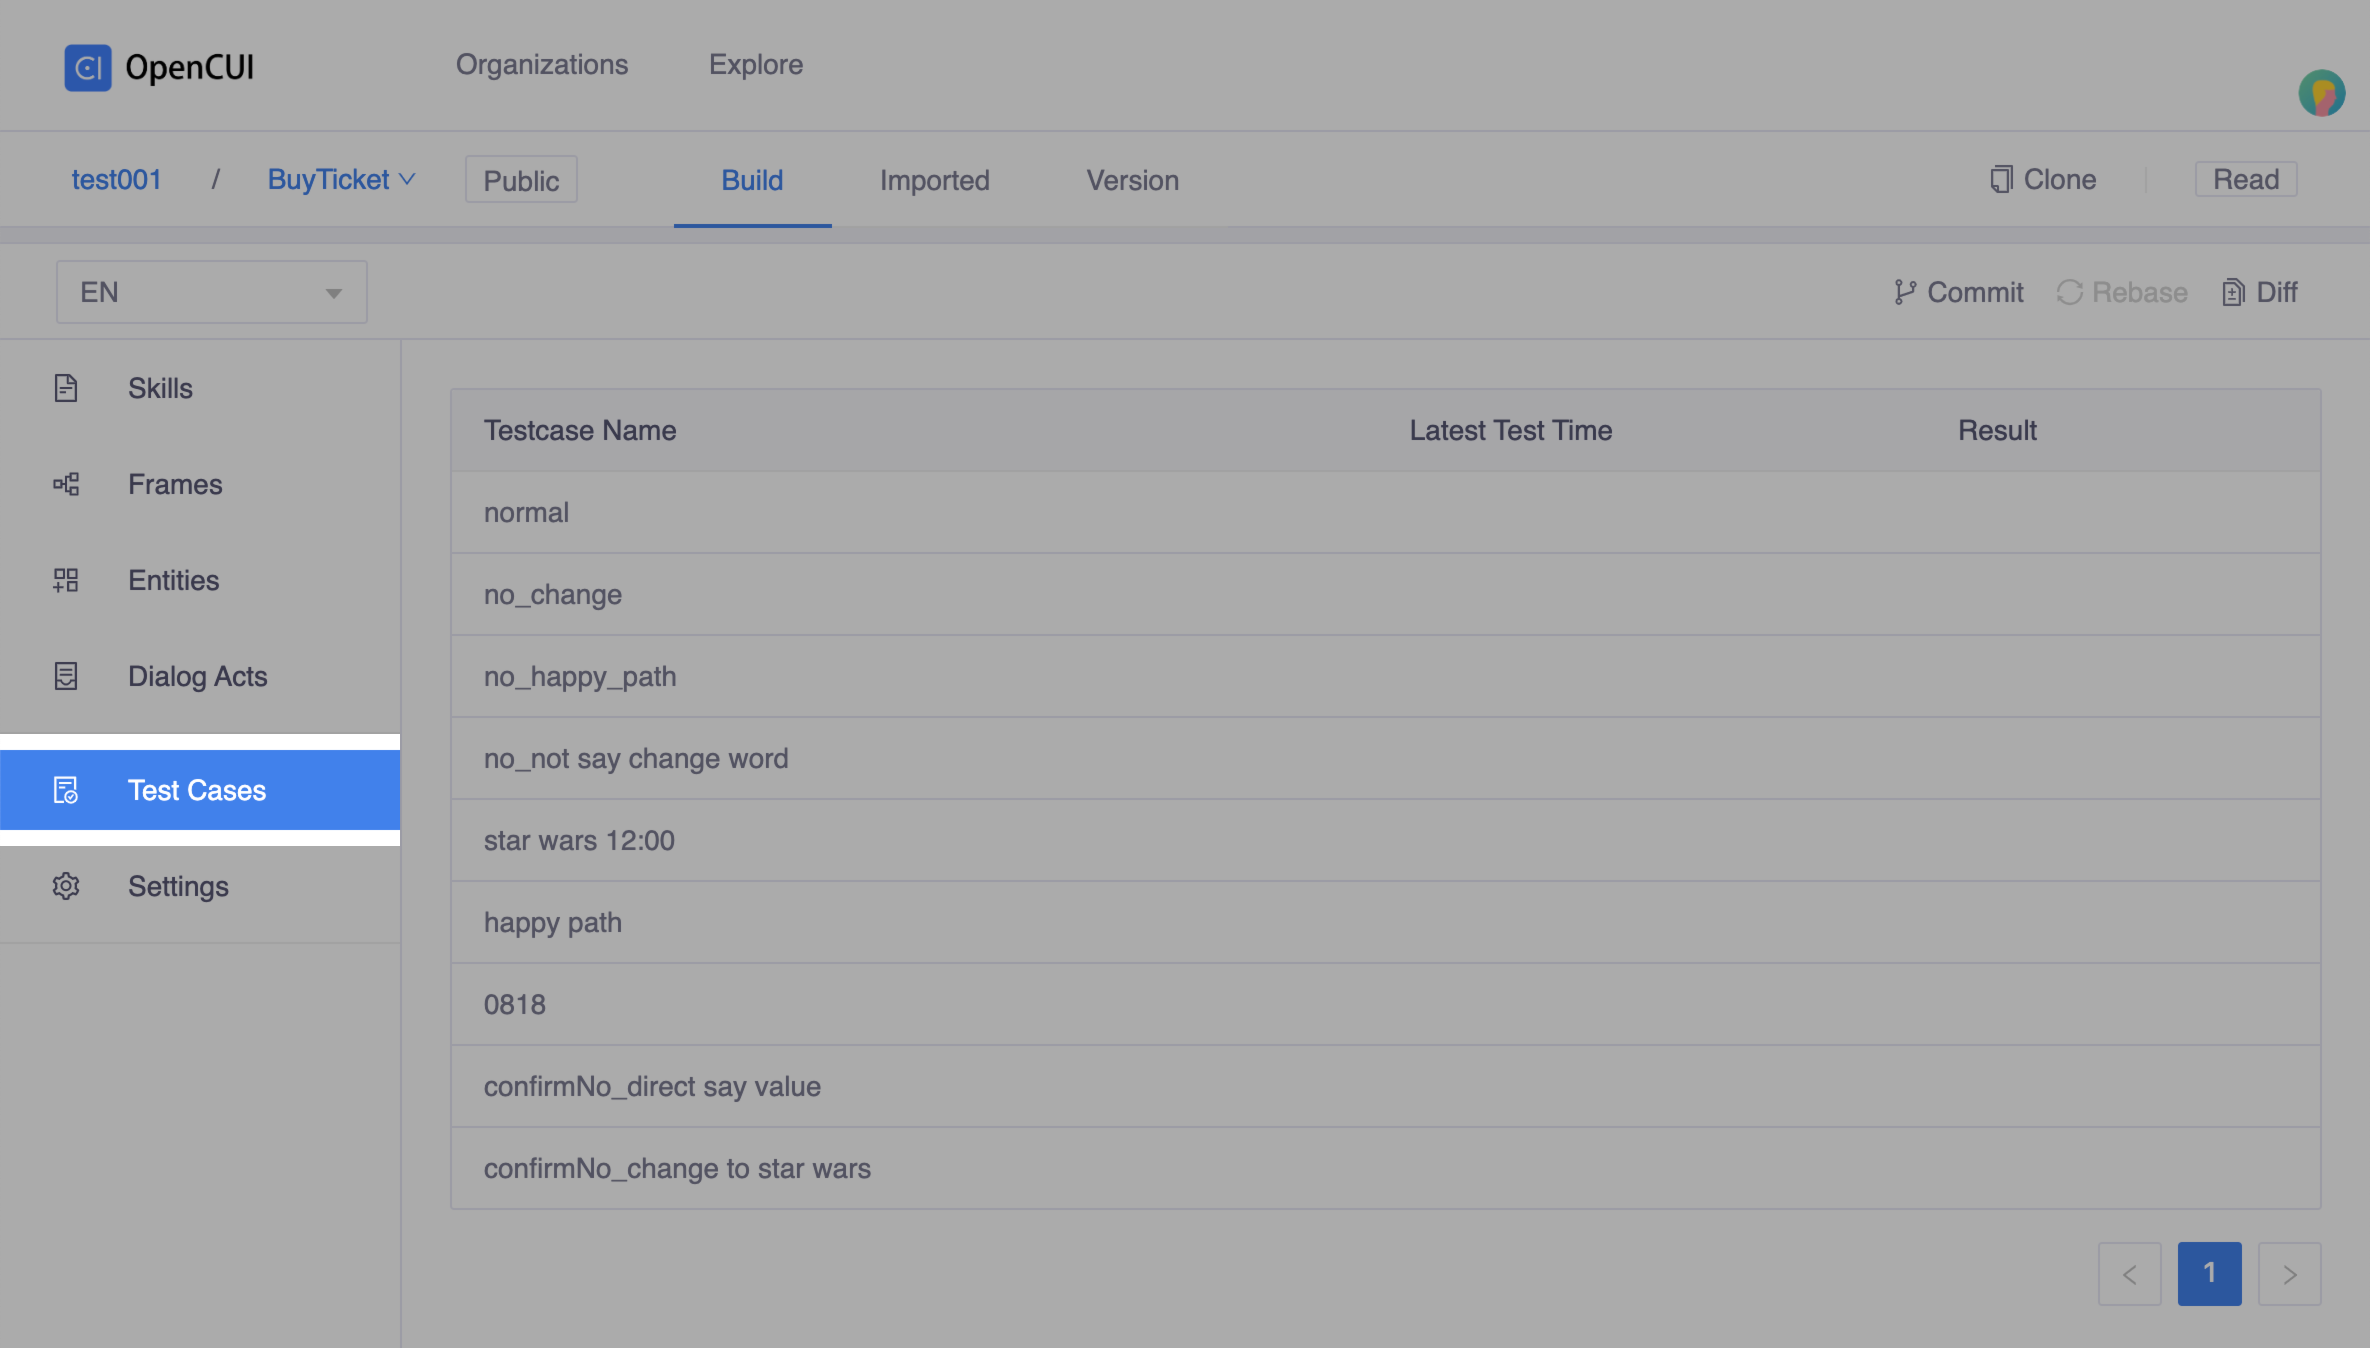 OpenCUI
Organizations Explore
test001 / BuyTicket Public Build Imported Version Clone Read
EN Commit Rebase Diff
Skills
Frames
Entities
Dialog Acts
Test Cases
Settings
Testcase Name Latest Test Time Result
normal
no_change
no_happy_path
no_not say change word
star wars 12:00
happy path
0818
confirmNo_direct say value
confirmNo_change to star wars
< 1 >